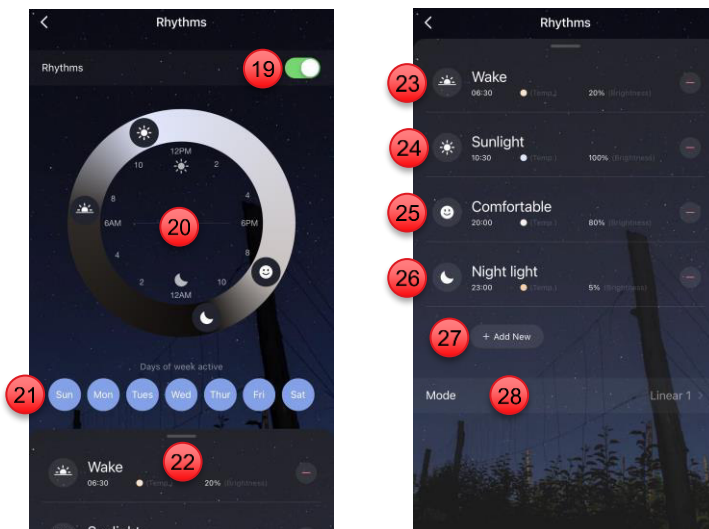 Rhythms
Rhythms
19
12PM
10
2
8
4
6AM
20
6PM
4
8
2
10
12AM
Days of week active
21
Sun Mon Tues Wed Thur Fri Sat
22
Wake
06:30 (Temp.) 20% (Brightness)
Rhythms
23
Wake
06:30 (Temp.) 20% (Brightness)
24
Sunlight
10:30 (Temp.) 100% (Brightness)
25
Comfortable
20:00 (Temp.) 80% (Brightness)
26
Night light
23:00 (Temp.) 5% (Brightness)
27
+ Add New
Mode 28 Linear 1 >